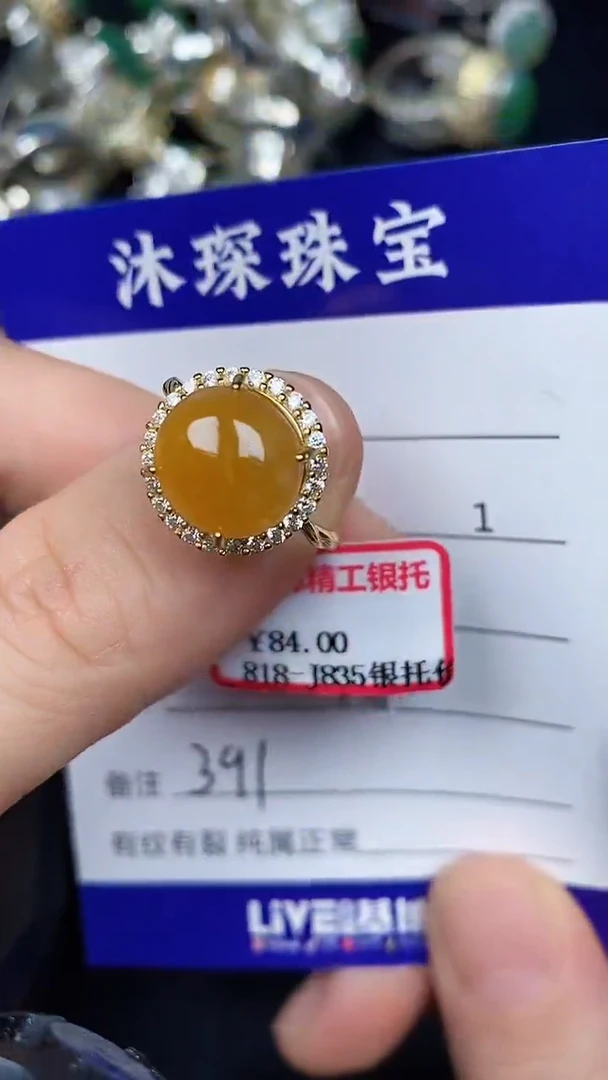 沐琛珠宝
1
精工银托
¥84.00
818-J835银托
备注 391
有纹有裂 纯属正常
LiVE